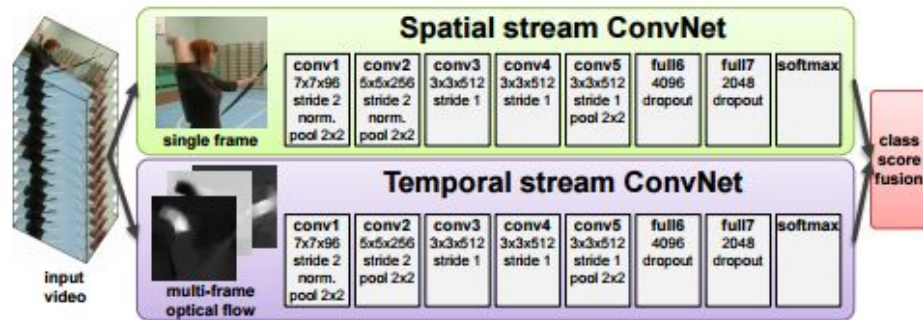 Spatial stream ConvNet
conv1
7x7x96
stride 2
norm.
pool 2x2
conv2
5x5x256
stride 2
norm.
pool 2x2
conv3
3x3x512
stride 1
conv4
3x3x512
stride 1
conv5
3x3x512
stride 1
pool 2x2
full6
4096
dropout
full7
2048
dropout
softmax
single frame
Temporal stream ConvNet
conv1
7x7x96
stride 2
norm.
pool 2x2
conv2
5x5x256
stride 2
pool 2x2
conv3
3x3x512
stride 1
conv4
3x3x512
stride 1
conv5
3x3x512
stride 1
pool 2x2
full6
4096
dropout
full7
2048
dropout
softmax
multi-frame
optical flow
input
video
class
score
fusion